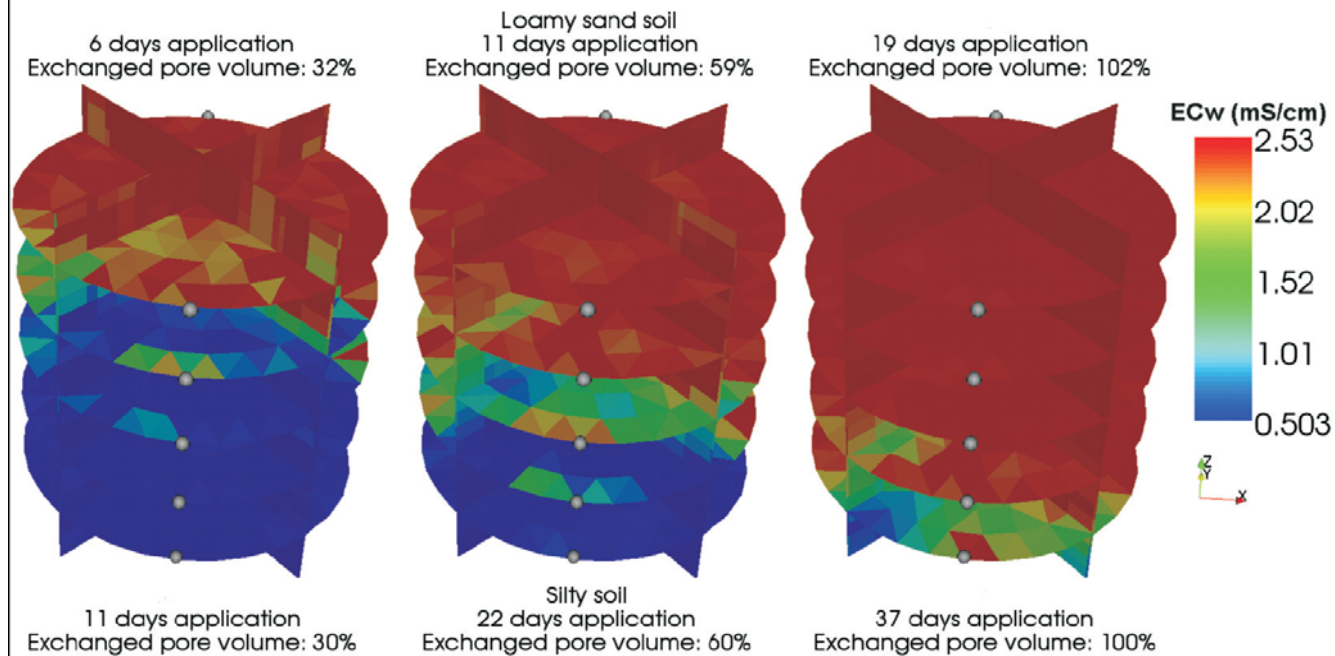 Loamy sand soil
6 days application
Exchanged pore volume: 32%
11 days application
Exchanged pore volume: 59%
19 days application
Exchanged pore volume: 102%
ECw (mS/cm)
2.53
2.02
1.52
1.01
0.503
Z
Y
X
Silty soil
11 days application
Exchanged pore volume: 30%
22 days application
Exchanged pore volume: 60%
37 days application
Exchanged pore volume: 100%